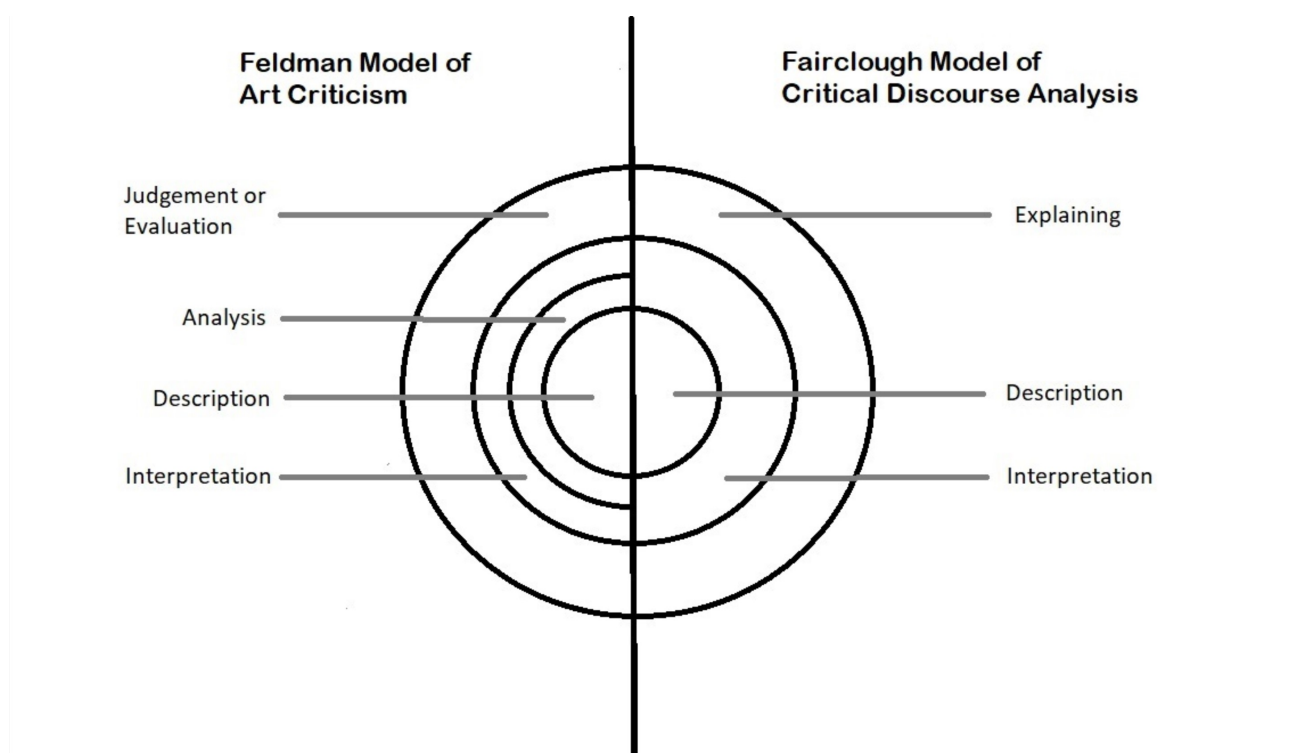 Feldman Model of
Art Criticism
Judgement or
Evaluation
Analysis
Description
Interpretation
Fairclough Model of
Critical Discourse Analysis
Explaining
Description
Interpretation